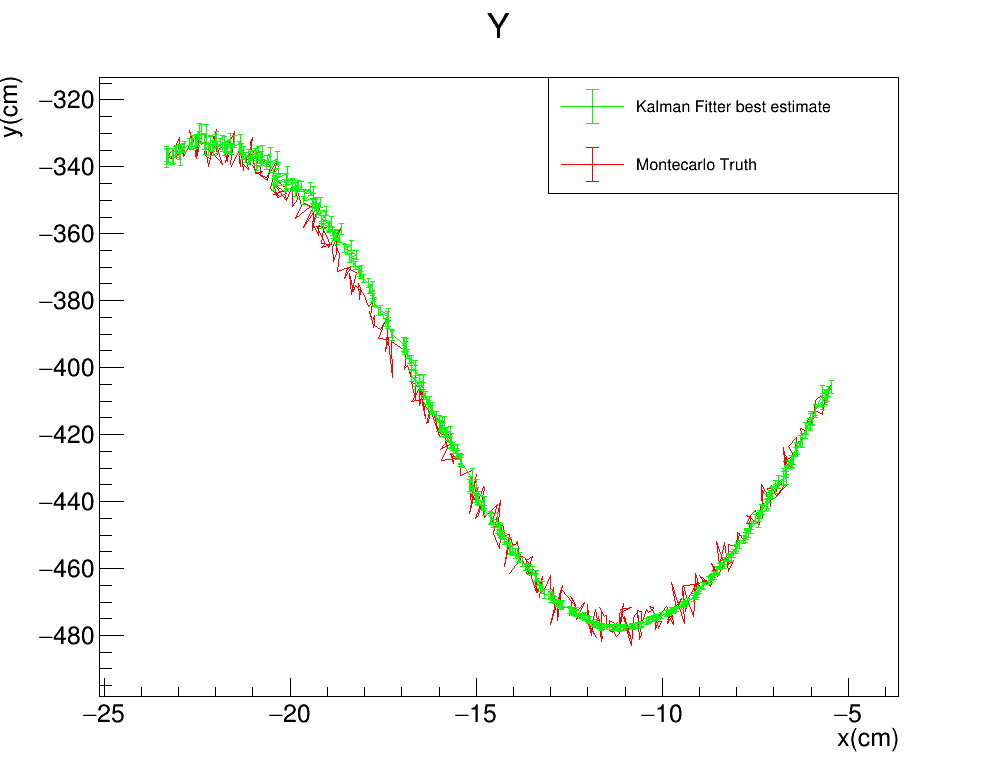 Y
y(cm)
Kalman Fitter best estimate
Montecarlo Truth
−320
−340
−360
−380
−400
−420
−440
−460
−480
−25 −20 −15 −10 −5
x(cm)